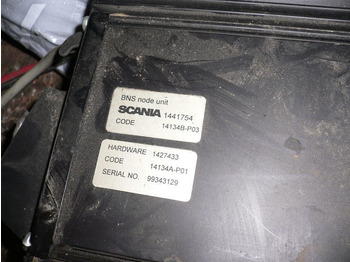 BNS node unit
SCANIA 1441754
CODE 14134B-P03
HARDWARE 1427433
CODE 14134A-P01
SERIAL NO. 99343129